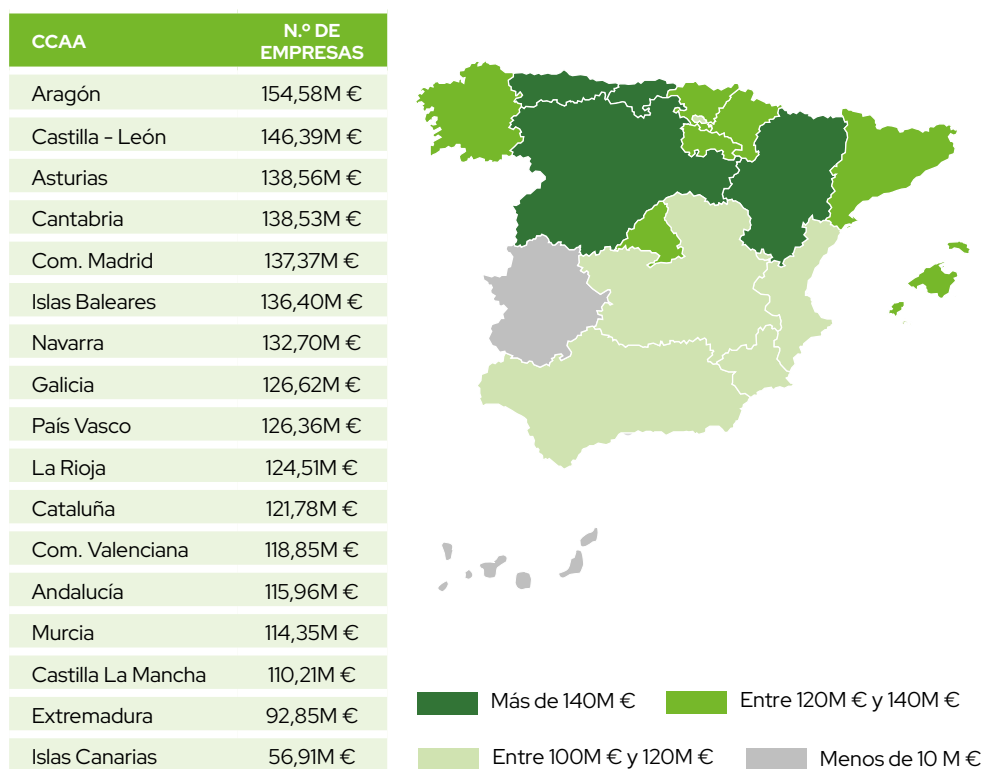 CCAA
N.º DE
EMPRESAS
Aragón 154,58M €
Castilla - León 146,39M €
Asturias 138,56M €
Cantabria 138,53M €
Com. Madrid 137,37M €
Islas Baleares 136,40M €
Navarra 132,70M €
Galicia 126,62M €
País Vasco 126,36M €
La Rioja 124,51M €
Cataluña 121,78M €
Com. Valenciana 118,85M €
Andalucía 115,96M €
Murcia 114,35M €
Castilla La Mancha 110,21M €
Extremadura 92,85M €
Islas Canarias 56,91M €
Más de 140M €
Entre 120M € y 140M €
Entre 100M € y 120M €
Menos de 10 M €